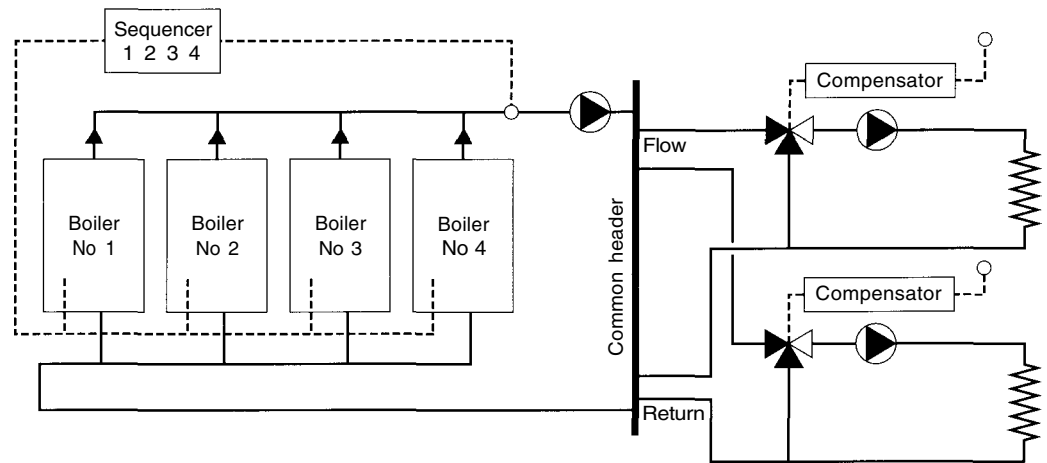 Sequencer
1 2 3 4
Compensator
Flow
Boiler
No 1
Boiler
No 2
Boiler
No 3
Boiler
No 4
Common header
Compensator
Return